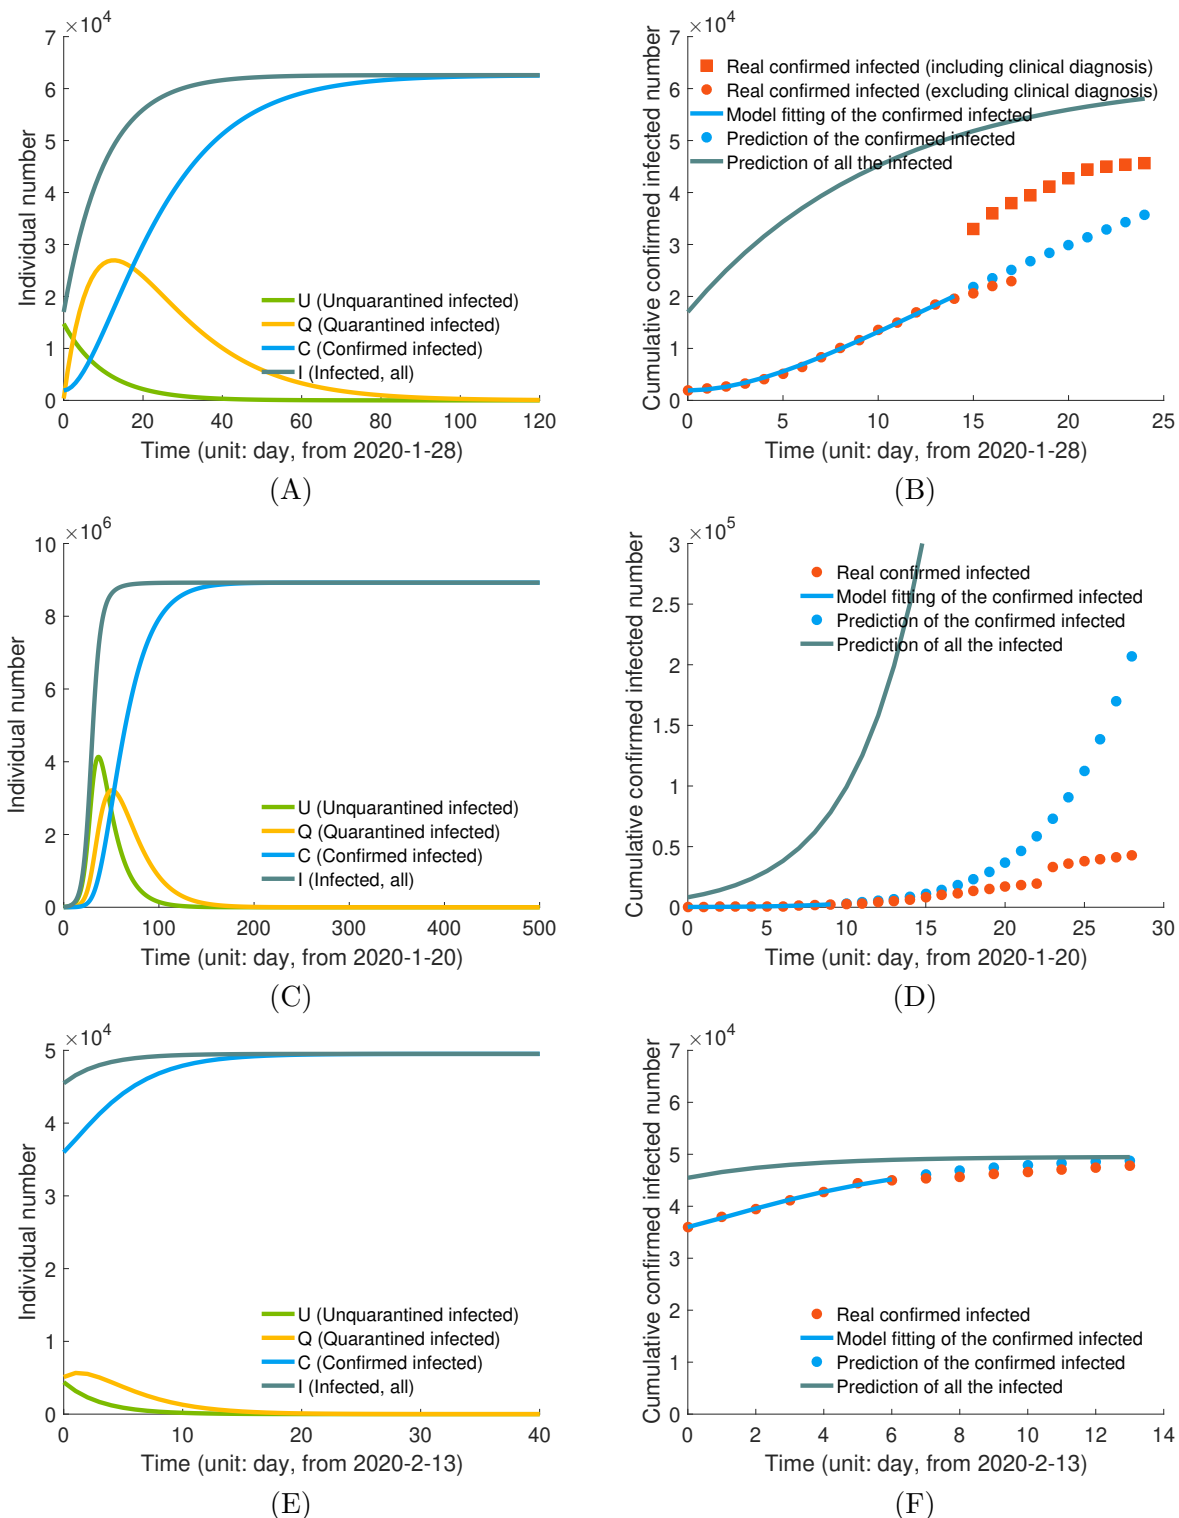 ×10^4
7
6
5
4
3
2
1
0
Individual number
U (Unquarantined infected)
Q (Quarantined infected)
C (Confirmed infected)
I (Infected, all)
0 20 40 60 80 100 120
Time (unit: day, from 2020-1-28)
(A)
×10^4
7
6
5
4
3
2
1
0
Cumulative confirmed infected number
Real confirmed infected (including clinical diagnosis)
Real confirmed infected (excluding clinical diagnosis)
Model fitting of the confirmed infected
Prediction of the confirmed infected
Prediction of all the infected
0 5 10 15 20 25
Time (unit: day, from 2020-1-28)
(B)
×10^6
10
8
6
4
2
0
Individual number
U (Unquarantined infected)
Q (Quarantined infected)
C (Confirmed infected)
I (Infected, all)
0 100 200 300 400 500
Time (unit: day, from 2020-1-20)
(C)
×10^5
3
2.5
2
1.5
1
0.5
0
Cumulative confirmed infected number
Real confirmed infected
Model fitting of the confirmed infected
Prediction of the confirmed infected
Prediction of all the infected
0 5 10 15 20 25 30
Time (unit: day, from 2020-1-20)
(D)
×10^4
5
4
3
2
1
0
Individual number
U (Unquarantined infected)
Q (Quarantined infected)
C (Confirmed infected)
I (Infected, all)
0 10 20 30 40
Time (unit: day, from 2020-2-13)
(E)
×10^4
7
6
5
4
3
2
1
0
Cumulative confirmed infected number
Real confirmed infected
Model fitting of the confirmed infected
Prediction of the confirmed infected
Prediction of all the infected
0 2 4 6 8 10 12 14
Time (unit: day, from 2020-2-13)
(F)